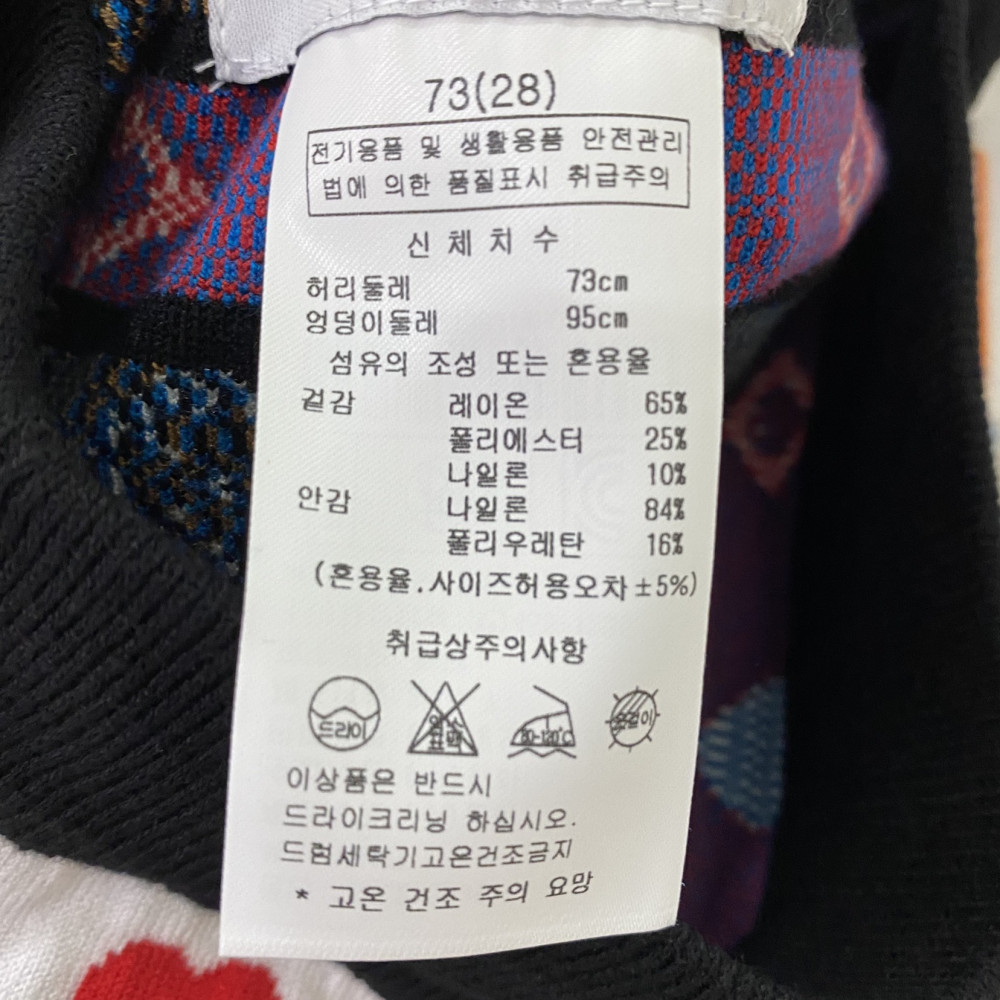 73(28)
전기용품 및 생활용품 안전관리
법에 의한 품질표시 취급주의
신 체 치 수
허리둘레 73cm
엉덩이둘레 95cm
섬유의 조성 또는 혼용율
겉감 레이온 65%
폴리에스터 25%
나일론 10%
안감 나일론 84%
폴리우레탄 16%
(혼용율.사이즈허용오차±5%)
취급상주의사항
드라이 염소 표백 80-120℃ 옷걸이
이상품은 반드시
드라이크리닝 하십시오.
드럼세탁기고온건조금지
* 고온 건조 주의 요망